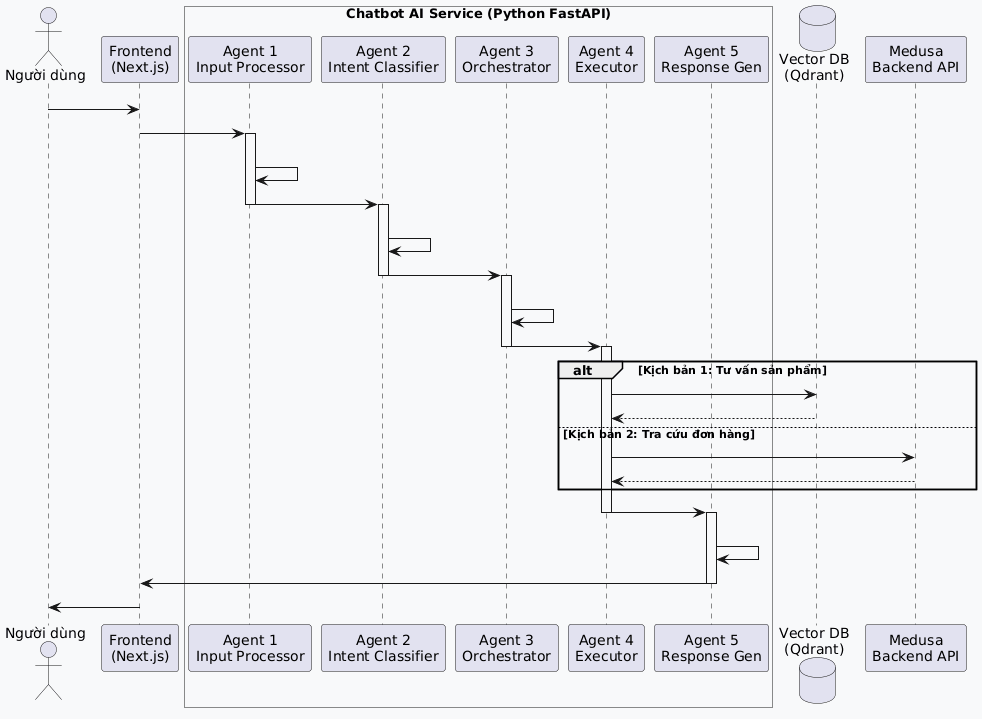 Chatbot AI Service (Python FastAPI)
Người dùng
Frontend
(Next.js)
Agent 1
Input Processor
Agent 2
Intent Classifier
Agent 3
Orchestrator
Agent 4
Executor
Agent 5
Response Gen
Vector DB
(Qdrant)
Medusa
Backend API
alt
[Kịch bản 1: Tư vấn sản phẩm]
[Kịch bản 2: Tra cứu đơn hàng]
Người dùng
Frontend
(Next.js)
Agent 1
Input Processor
Agent 2
Intent Classifier
Agent 3
Orchestrator
Agent 4
Executor
Agent 5
Response Gen
Vector DB
(Qdrant)
Medusa
Backend API